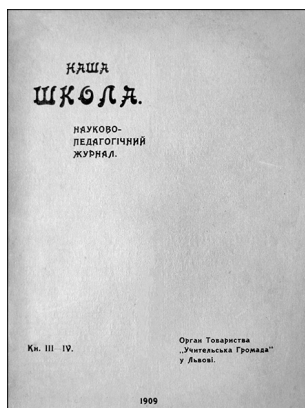 НАША
ШКОЛА.
НАУКОВО-
ПЕДАГОГІЧНИЙ
ЖУРНАЛ.
Кн. III—IV.
Орган Товариства
„Учительська Громада"
у Львові.
1909